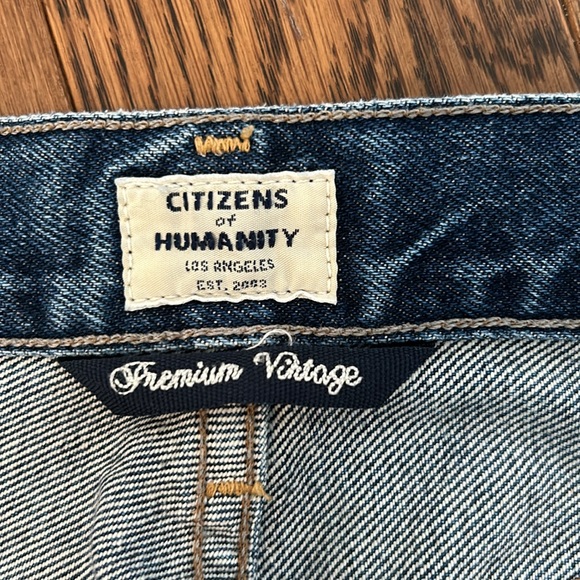 CITIZENS
of
HUMANITY
LOS ANGELES
EST. 2003
Premium Vintage